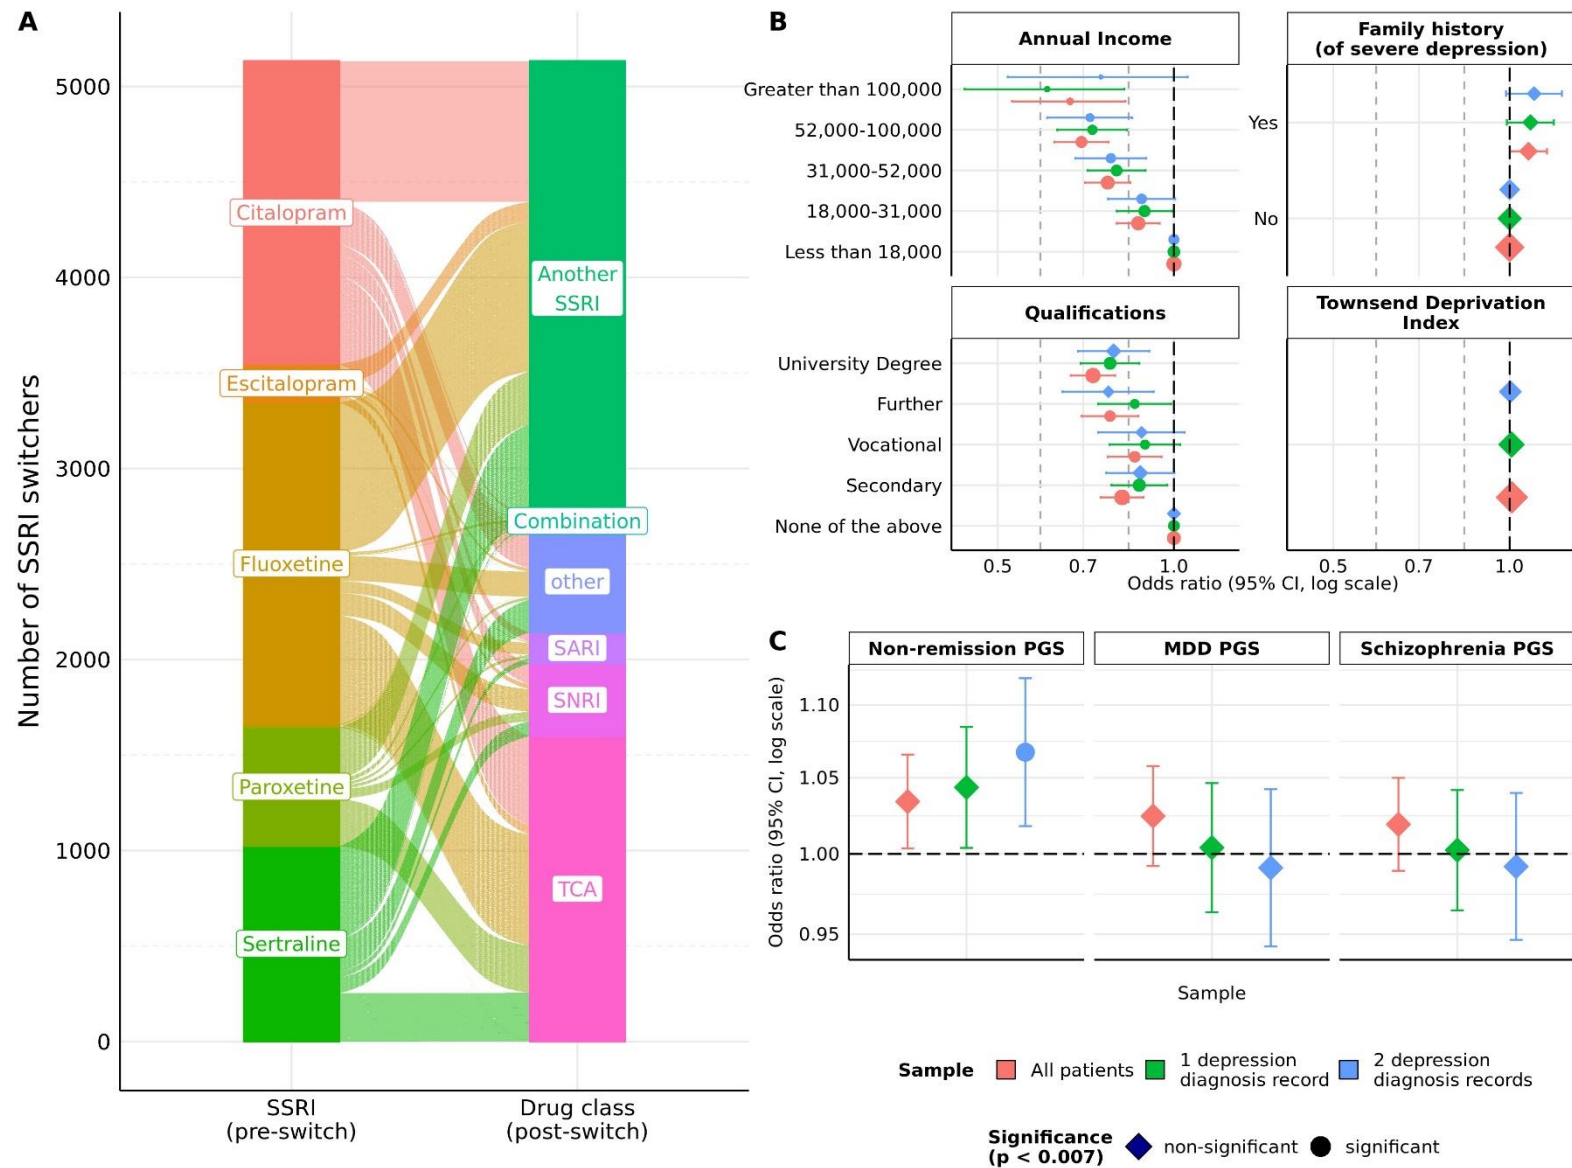 A
Number of SSRI switchers
5000
4000
3000
2000
1000
0
Citalopram
Escitalopram
Fluoxetine
Paroxetine
Sertraline
Another
SSRI
Combination
other
SARI
SNRI
TCA
SSRI
(pre-switch)
Drug class
(post-switch)
B
Annual Income
Greater than 100,000
52,000-100,000
31,000-52,000
18,000-31,000
Less than 18,000
Family history
(of severe depression)
Yes
No
Qualifications
University Degree
Further
Vocational
Secondary
None of the above
Townsend Deprivation
Index
0.5 0.7 1.0
0.5 0.7 1.0
Odds ratio (95% CI, log scale)
C
Non-remission PGS
MDD PGS
Schizophrenia PGS
Odds ratio (95% CI, log scale)
1.10
1.05
1.00
0.95
Sample
Sample
All patients
1 depression
diagnosis record
2 depression
diagnosis records
Significance
(p < 0.007)
non-significant
significant